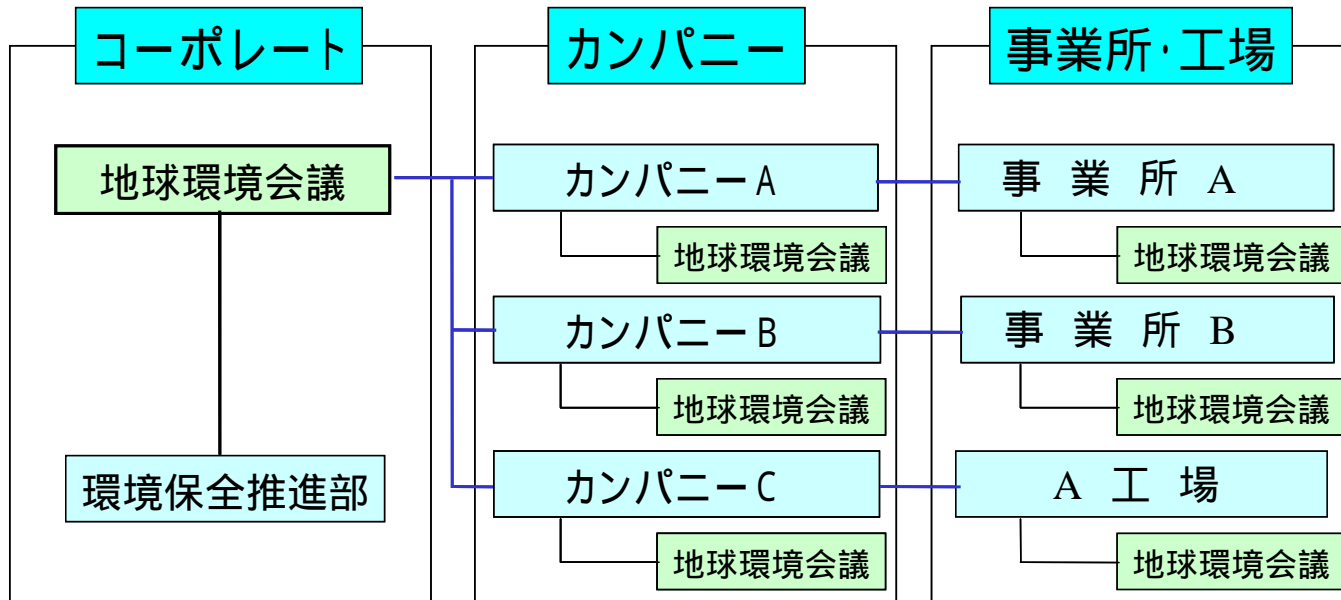 コーポレート
カンパニー
事業所・工場
地球環境会議
環境保全推進部
カンパニーA
地球環境会議
カンパニーB
地球環境会議
カンパニーC
地球環境会議
事業所A
地球環境会議
事業所B
地球環境会議
A工場
地球環境会議